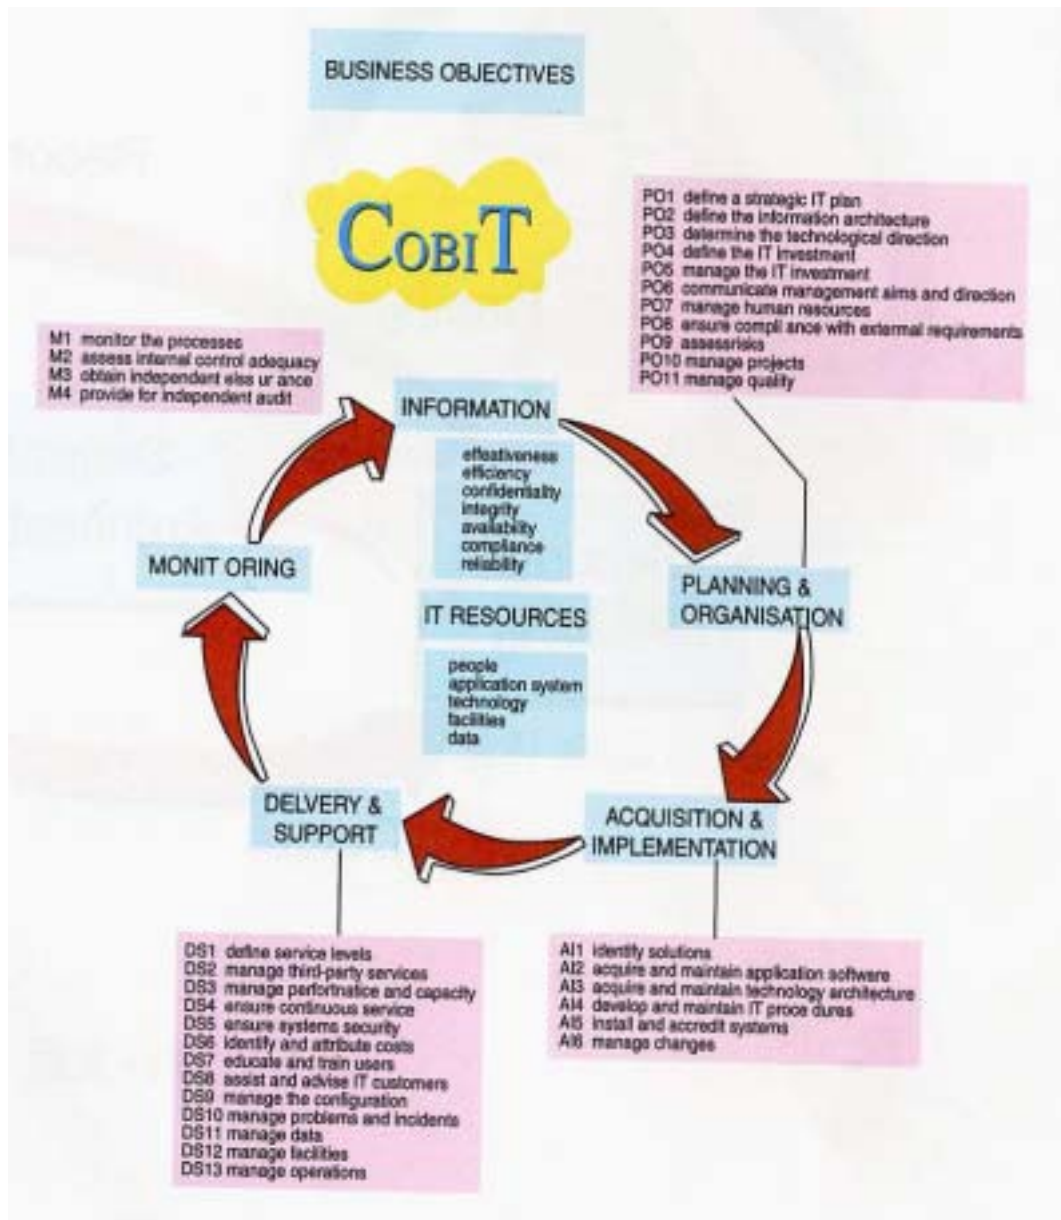 BUSINESS OBJECTIVES
COBIT
PO1 define a strategic IT plan
PO2 define the information architecture
PO3 determine the technological direction
PO4 define the IT investment
PO5 manage the IT investment
PO6 communicate management aims and direction
PO7 manage human resources
PO8 ensure compli ance with extermal requirements
PO9 assessrisks
PO10 manage projects
PO11 manage quality
M1 monitor the processes
M2 assess internal control adequacy
M3 obtain independent elss ur ance
M4 provide for independent audit
INFORMATION
effeativeness
efficiency
confidentiality
integrity
availability
compliance
reliability
MONIT ORING
PLANNING &
ORGANISATION
IT RESOURCES
people
application system
technology
facilities
data
DELVERY &
SUPPORT
ACQUISITION &
IMPLEMENTATION
DS1 define service levels
DS2 manage third-party services
DS3 manage perfortnatice and capacity
DS4 ensure continuous service
DS5 ensure systems security
DS6 identify and attribute costs
DS7 educate and train users
DS8 assist and advise IT customers
DS9 manage the configuration
DS10 manage problems and incidents
DS11 manage data
DS12 manage facilities
DS13 manage operations
AI1 identify solutions
AI2 acquire and maintain application software
AI3 acquire and maintain technology architecture
AI4 develop and maintain IT proce dures
AI5 install and accredit systems
AI6 manage changes